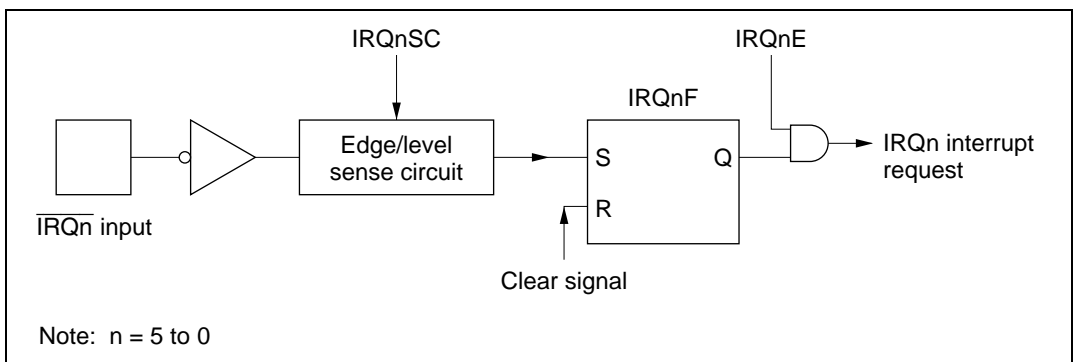 IRQnSC
IRQnE
IRQnF
Edge/level
sense circuit
S
Q
R
IRQn interrupt
request
IRQn input
Clear signal
Note: n = 5 to 0